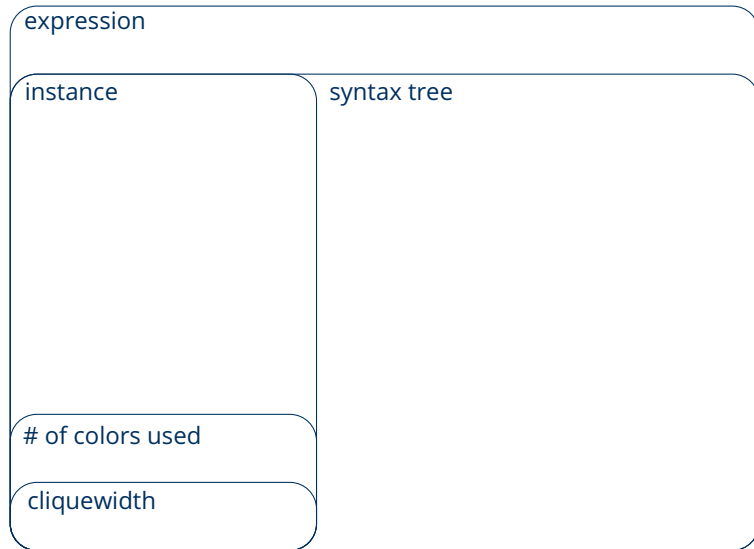 expression
instance
syntax tree
# of colors used
cliquewidth